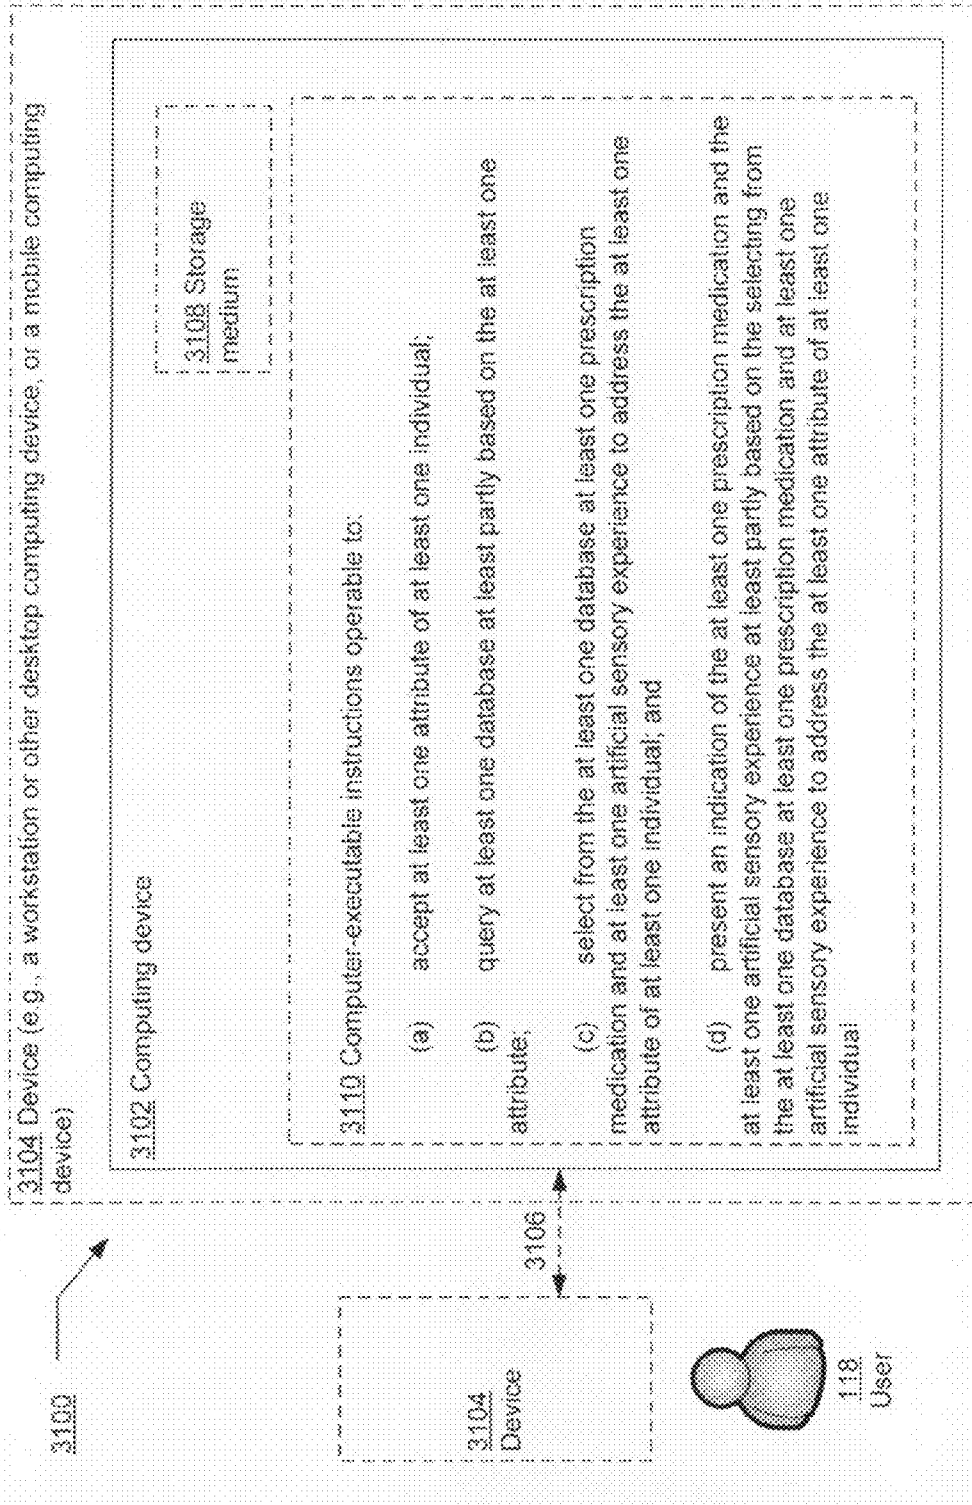 3100
3104 Device (e.g., a workstation or other desktop computing device, or a mobile computing
device)
3102 Computing device
3108 Storage
medium
3110 Computer-executable instructions operable to:
(a) accept at least one attribute of at least one individual;
(b) query at least one database at least partly based on the at least one
attribute;
(c) select from the at least one database at least one prescription
medication and at least one artificial sensory experience to address the at least one
attribute of at least one individual; and
(d) present an indication of the at least one prescription medication and the
at least one artificial sensory experience at least partly based on the selecting from
the at least one database at least one prescription medication and at least one
artificial sensory experience to address the at least one attribute of at least one
individual
3106
3104
Device
118
User